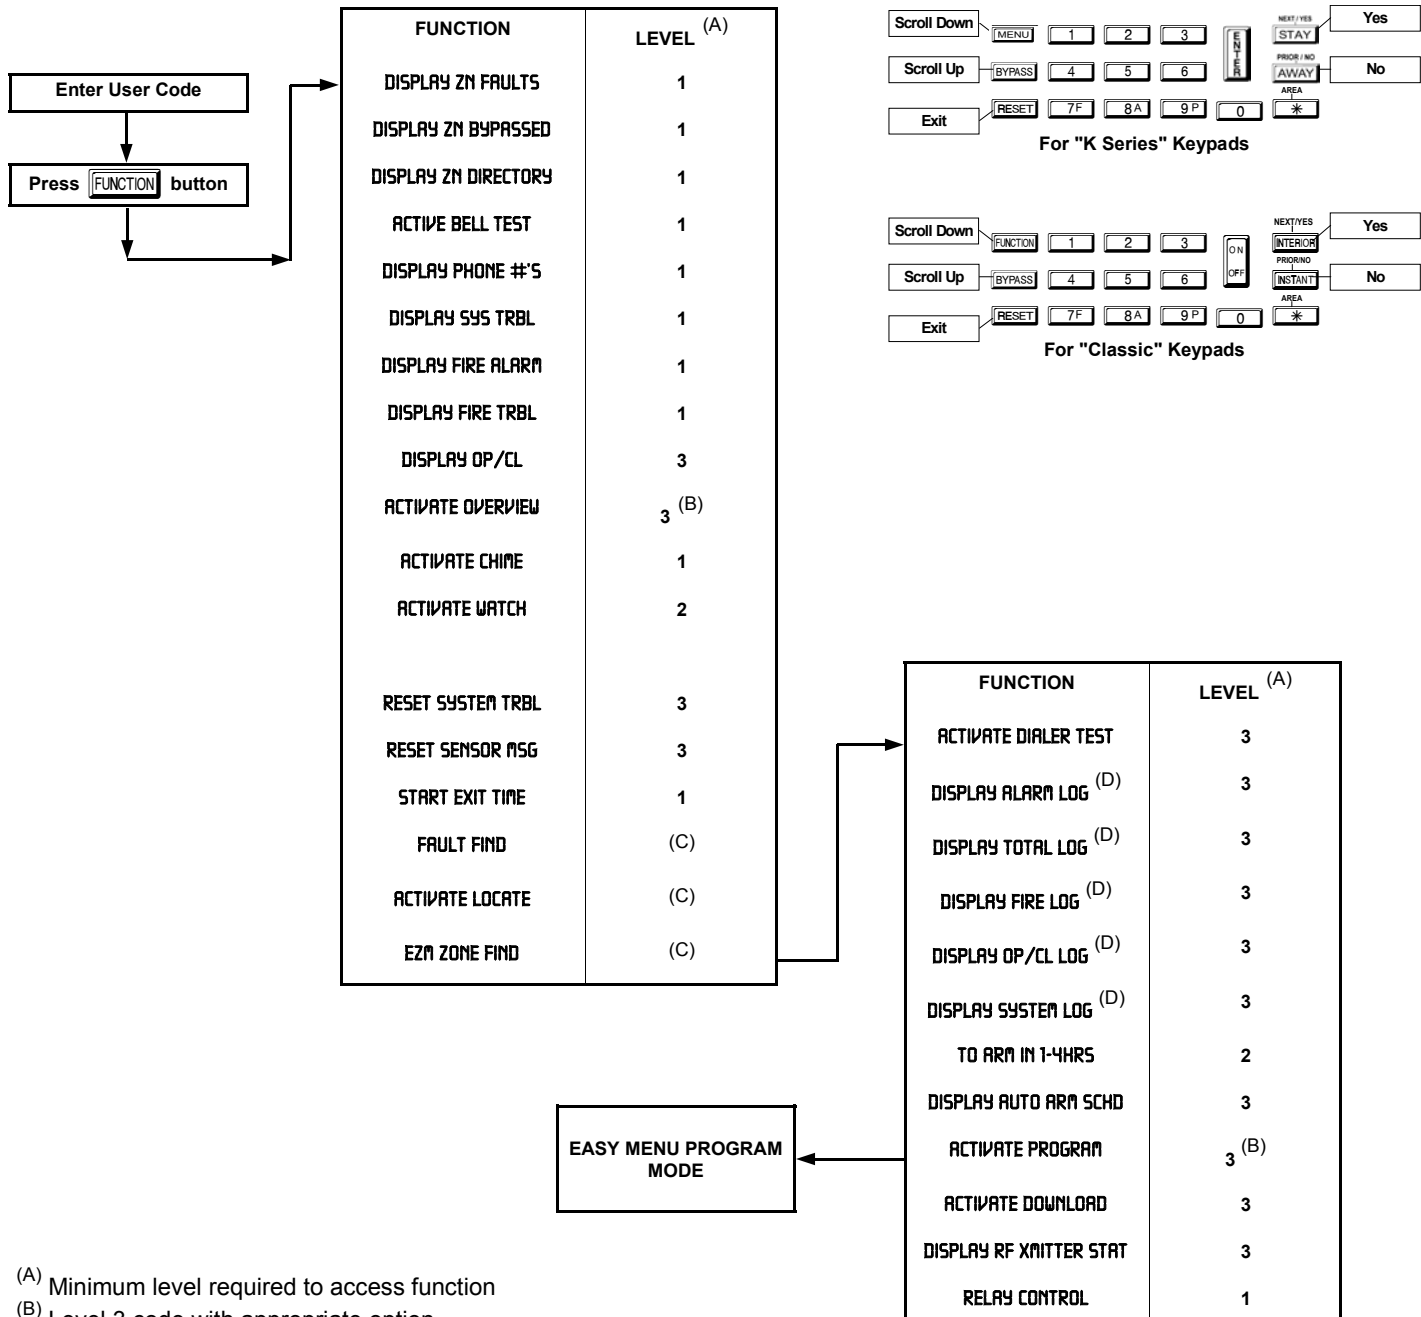 Enter User Code
Press FUNCTION button
FUNCTION LEVEL (A)
DISPLAY ZN FAULTS 1
DISPLAY ZN BYPASSED 1
DISPLAY ZN DIRECTORY 1
ACTIVE BELL TEST 1
DISPLAY PHONE #'S 1
DISPLAY SYS TRBL 1
DISPLAY FIRE ALARM 1
DISPLAY FIRE TRBL 1
DISPLAY OP/CL 3
ACTIVATE OVERVIEW 3 (B)
ACTIVATE CHIME 1
ACTIVATE WATCH 2
RESET SYSTEM TRBL 3
RESET SENSOR MSG 3
START EXIT TIME 1
FAULT FIND (C)
ACTIVATE LOCATE (C)
EZM ZONE FIND (C)
Scroll Down MENU 1 2 3 ENTER NEXT / YES STAY Yes
Scroll Up BYPASS 4 5 6 PRIOR / NO AWAY No
Exit RESET 7F 8A 9P 0 AREA *
For "K Series" Keypads
Scroll Down FUNCTION 1 2 3 ON OFF NEXT/YES INTERIOR Yes
Scroll Up BYPASS 4 5 6 PRIOR/NO INSTANT No
Exit RESET 7F 8A 9P 0 AREA *
For "Classic" Keypads
FUNCTION LEVEL (A)
ACTIVATE DIALER TEST 3
DISPLAY ALARM LOG (D) 3
DISPLAY TOTAL LOG (D) 3
DISPLAY FIRE LOG (D) 3
DISPLAY OP/CL LOG (D) 3
DISPLAY SYSTEM LOG (D) 3
TO ARM IN 1-4HRS 2
DISPLAY AUTO ARM SCHD 3
ACTIVATE PROGRAM 3 (B)
ACTIVATE DOWNLOAD 3
DISPLAY RF XMITTER STAT 3
RELAY CONTROL 1
EASY MENU PROGRAM
MODE
(A) Minimum level required to access function
(B) Level 3 code with appropriate option